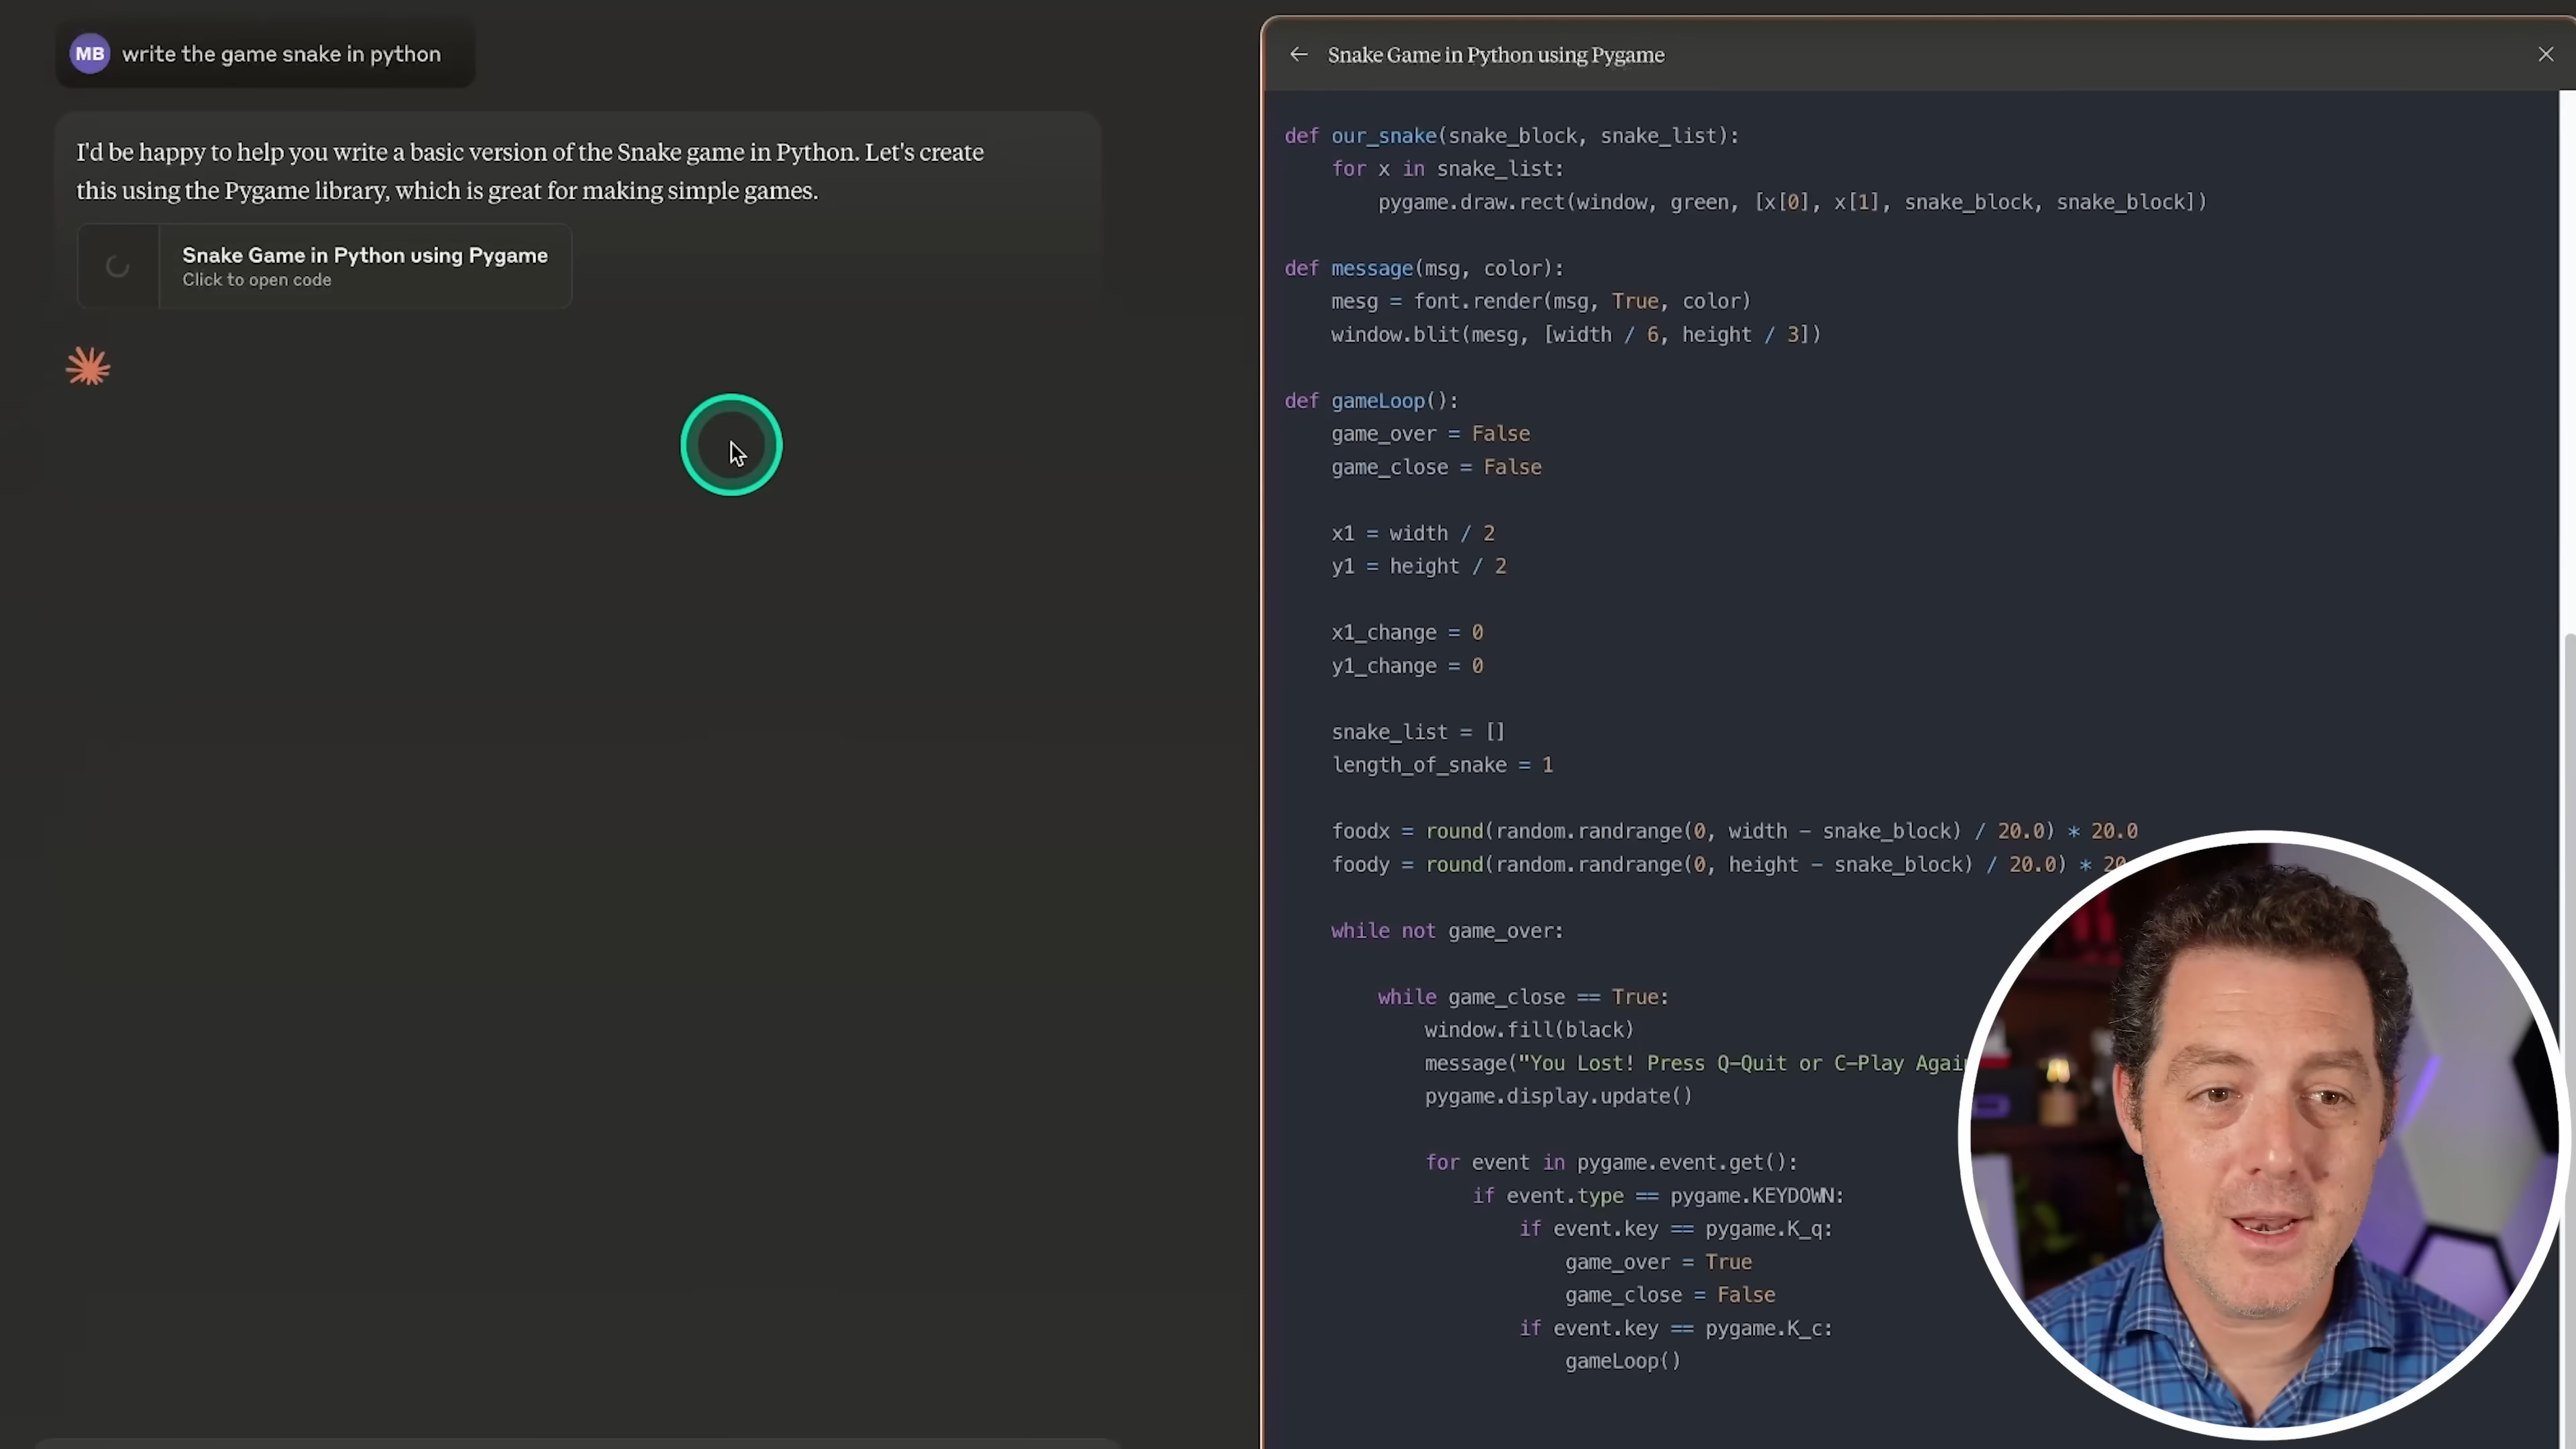 MB write the game snake in python
I'd be happy to help you write a basic version of the Snake game in Python. Let's create
this using the Pygame library, which is great for making simple games.
Snake Game in Python using Pygame
Click to open code
Snake Game in Python using Pygame
def our_snake(snake_block, snake_list):
    for x in snake_list:
        pygame.draw.rect(window, green, [x[0], x[1], snake_block, snake_block])
def message(msg, color):
    mesg = font.render(msg, True, color)
    window.blit(mesg, [width / 6, height / 3])
def gameLoop():
    game_over = False
    game_close = False
    x1 = width / 2
    y1 = height / 2
    x1_change = 0
    y1_change = 0
    snake_list = []
    length_of_snake = 1
    foodx = round(random.randrange(0, width - snake_block) / 20.0) * 20.0
    foody = round(random.randrange(0, height - snake_block) / 20.0) * 20
    while not game_over:
        while game_close == True:
            window.fill(black)
            message("You Lost! Press Q-Quit or C-Play Again
            pygame.display.update()
            for event in pygame.event.get():
                if event.type == pygame.KEYDOWN:
                    if event.key == pygame.K_q:
                        game_over = True
                        game_close = False
                    if event.key == pygame.K_c:
                        gameLoop()